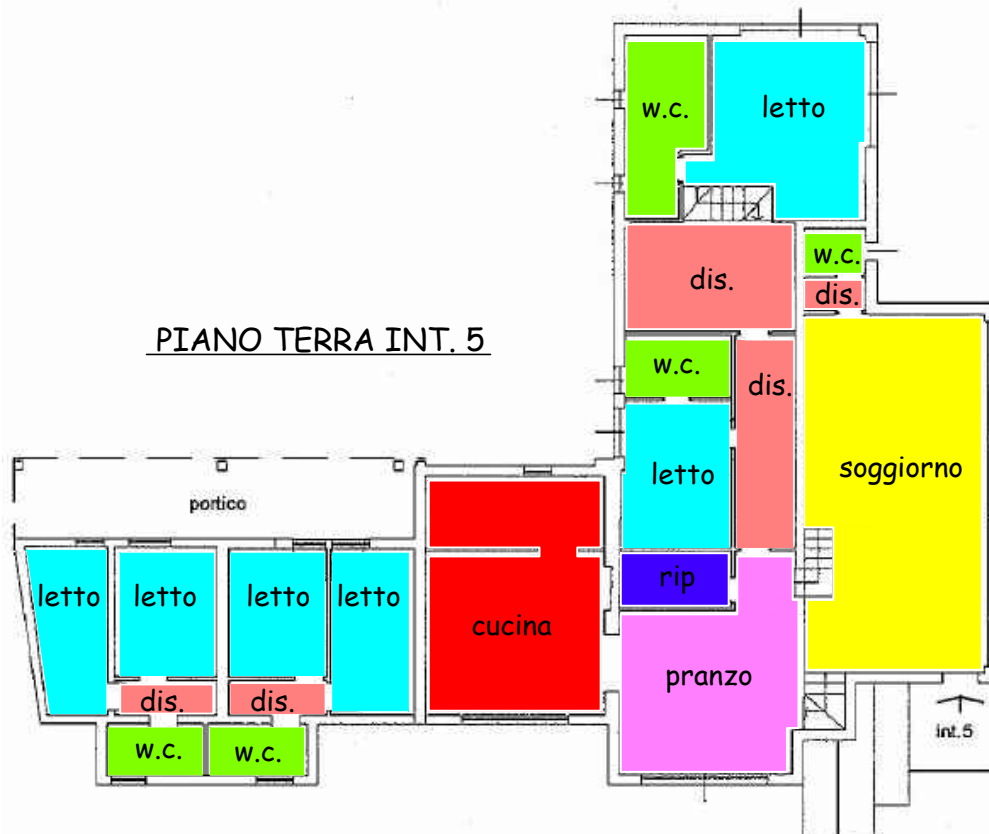 w.c.
letto
dis.
w.c.
dis.
PIANO TERRA INT. 5
w.c.
dis.
letto
soggiorno
portico
letto
letto
letto
letto
rip
cucina
pranzo
dis.
dis.
int.5
w.c.
w.c.